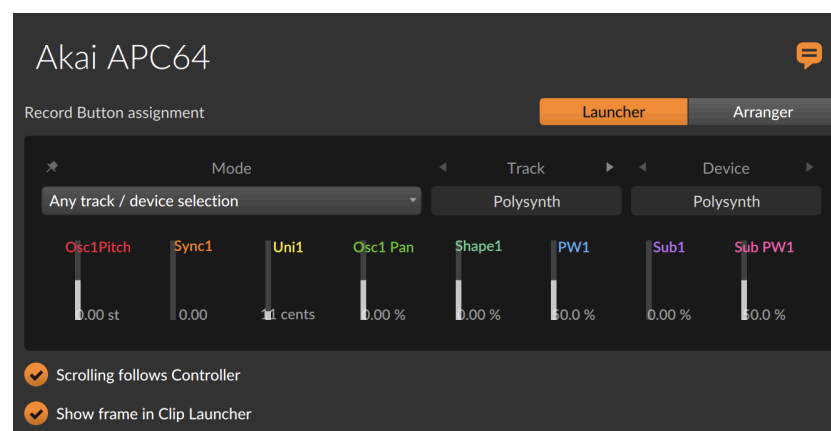 Akai APC64
Record Button assignment
Launcher
Arranger
Mode
Track
Device
Any track / device selection
Polysynth
Polysynth
Osc1Pitch
Sync1
Uni1
Osc1 Pan
Shape1
PW1
Sub1
Sub PW1
0.00 st
0.00
11 cents
0.00 %
0.00 %
50.0 %
0.00 %
50.0 %
Scrolling follows Controller
Show frame in Clip Launcher